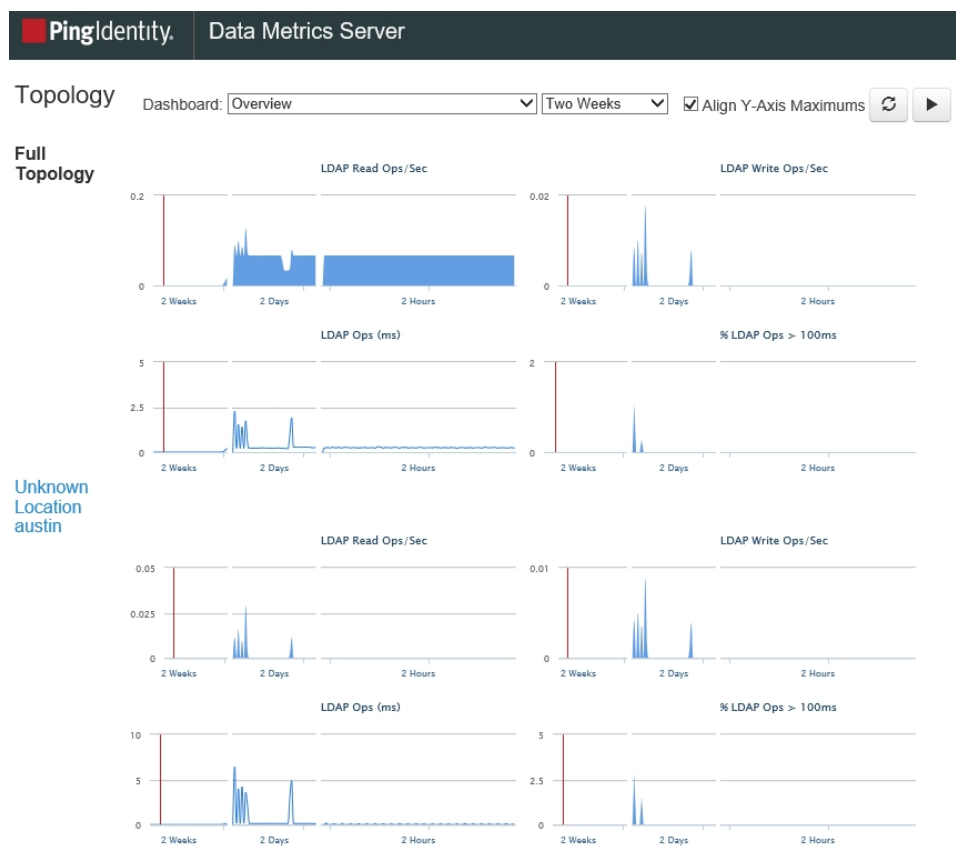 PingIdentity. Data Metrics Server
Topology Dashboard: Overview Two Weeks Align Y-Axis Maximums
Full
Topology
LDAP Read Ops/Sec
0.2
0
2 Weeks 2 Days 2 Hours
LDAP Write Ops/Sec
0.02
0
2 Weeks 2 Days 2 Hours
LDAP Ops (ms)
5
2.5
0
2 Weeks 2 Days 2 Hours
% LDAP Ops > 100ms
2
0
2 Weeks 2 Days 2 Hours
Unknown
Location
austin
LDAP Read Ops/Sec
0.05
0.025
0
2 Weeks 2 Days 2 Hours
LDAP Write Ops/Sec
0.01
0
2 Weeks 2 Days 2 Hours
LDAP Ops (ms)
10
5
0
2 Weeks 2 Days 2 Hours
% LDAP Ops > 100ms
5
2.5
0
2 Weeks 2 Days 2 Hours